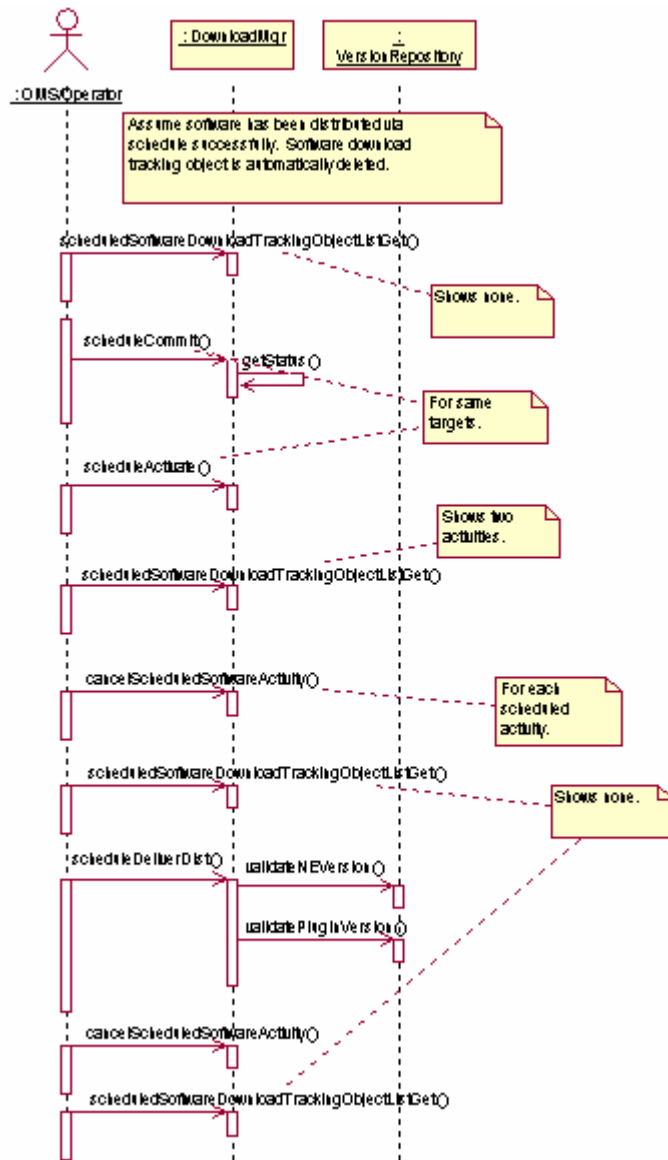 : DownloadMgr
:
VersionRepository
: OMS/Operator
Assume software has been distributed via
schedule successfully. Software download
tracking object is automatically deleted.
scheduledSoftwareDownloadTrackingObjectListGet()
Shows none.
scheduleCommit()
getStatus()
For same
targets.
scheduleActivate()
Shows two
activities.
scheduledSoftwareDownloadTrackingObjectListGet()
cancelScheduledSoftwareActivity()
For each
scheduled
activity.
scheduledSoftwareDownloadTrackingObjectListGet()
Shows none.
scheduleDeliverDist()
validateNEVersion()
validatePluginVersion()
cancelScheduledSoftwareActivity()
scheduledSoftwareDownloadTrackingObjectListGet()